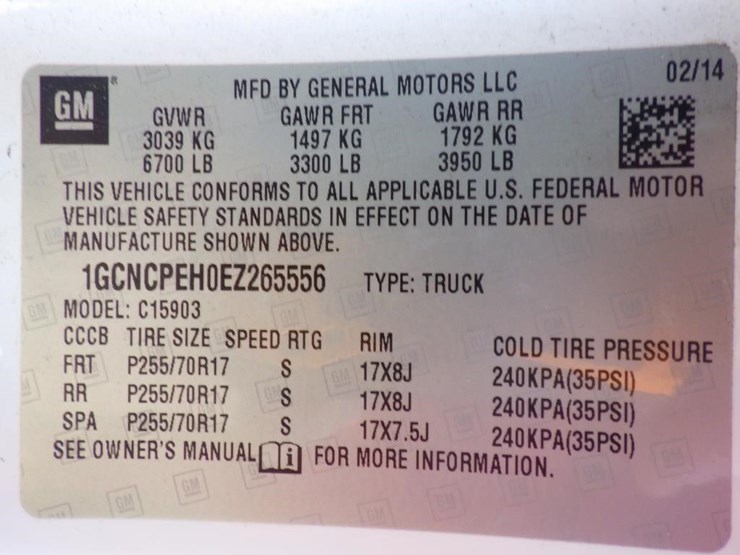 GM® MFD BY GENERAL MOTORS LLC 02/14
GVWR GAWR FRT GAWR RR
3039 KG 1497 KG 1792 KG
6700 LB 3300 LB 3950 LB
THIS VEHICLE CONFORMS TO ALL APPLICABLE U.S. FEDERAL MOTOR
VEHICLE SAFETY STANDARDS IN EFFECT ON THE DATE OF
MANUFACTURE SHOWN ABOVE.
1GCNCPEH0EZ265556 TYPE: TRUCK
MODEL: C15903
CCCB TIRE SIZE SPEED RTG RIM COLD TIRE PRESSURE
FRT P255/70R17 S 17X8J 240KPA(35PSI)
RR P255/70R17 S 17X8J 240KPA(35PSI)
SPA P255/70R17 S 17X7.5J 240KPA(35PSI)
SEE OWNER'S MANUAL i FOR MORE INFORMATION.